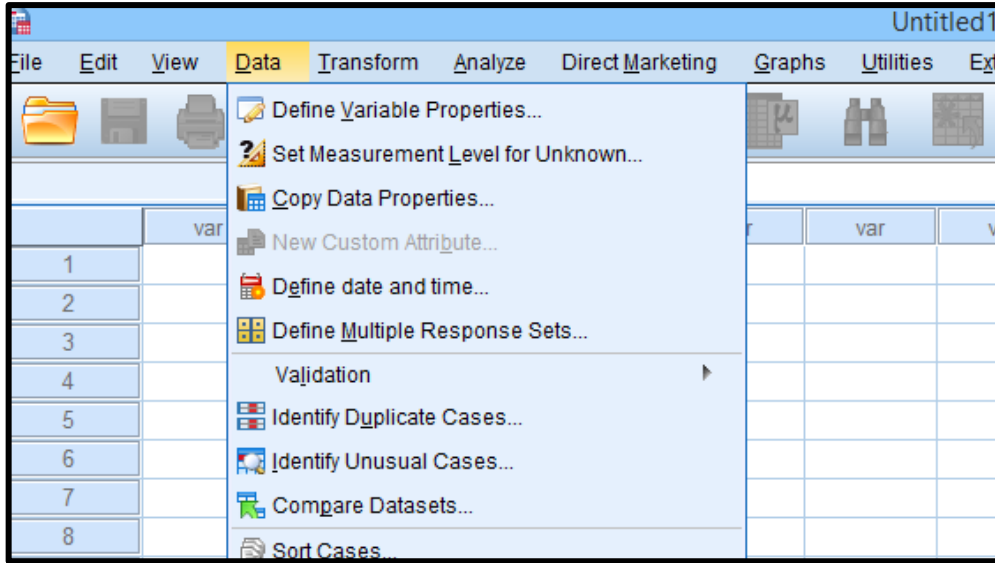 Untitled1
File Edit View Data Transform Analyze Direct Marketing Graphs Utilities Ext
Define Variable Properties...
Set Measurement Level for Unknown...
Copy Data Properties...
New Custom Attribute...
Define date and time...
Define Multiple Response Sets...
Validation
Identify Duplicate Cases...
Identify Unusual Cases...
Compare Datasets...
Sort Cases...
var var
1
2
3
4
5
6
7
8